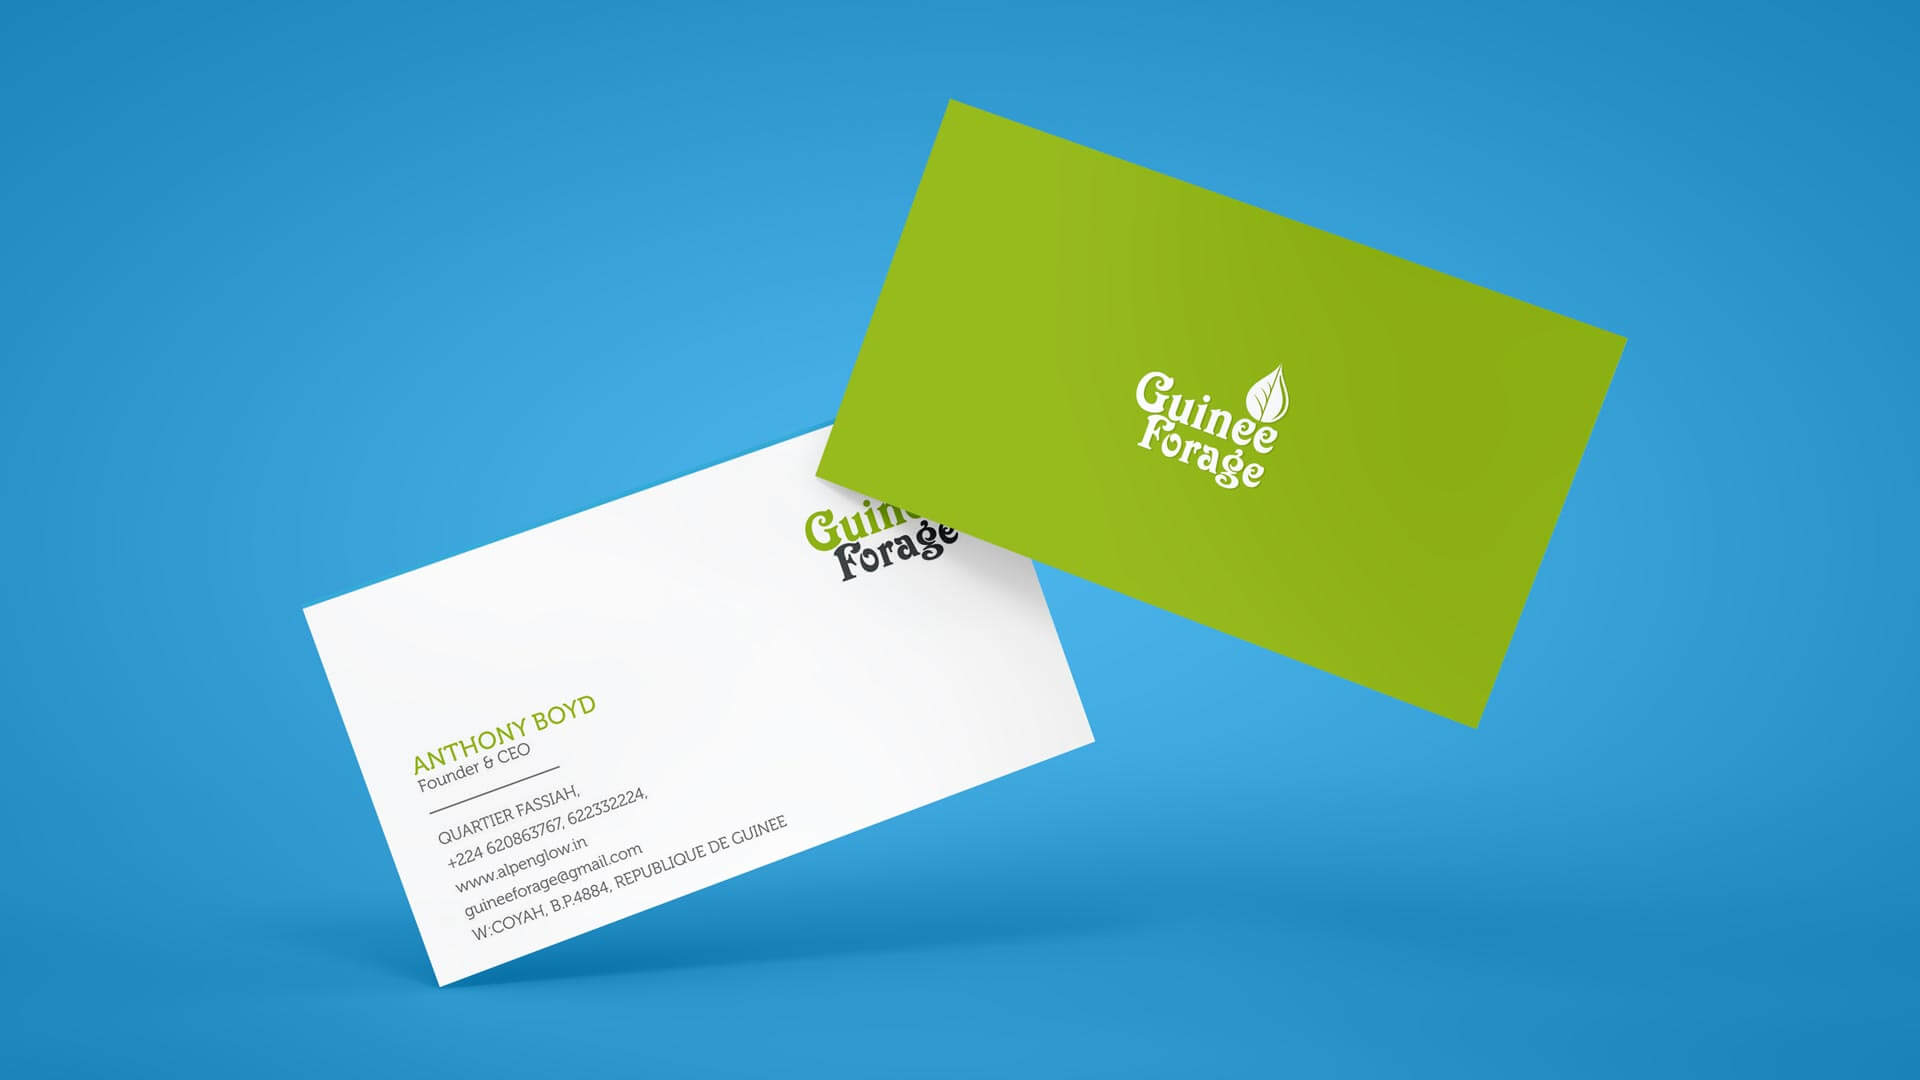 Guinee
Forage
Forage
ANTHONY BOYD
Founder & CEO
QUARTIER FASSIAH,
+224 620863767, 622332224,
www.alpenglow.in
guineeforage@gmail.com
W:COYAH, B.P.4884, REPUBLIQUE DE GUINEE